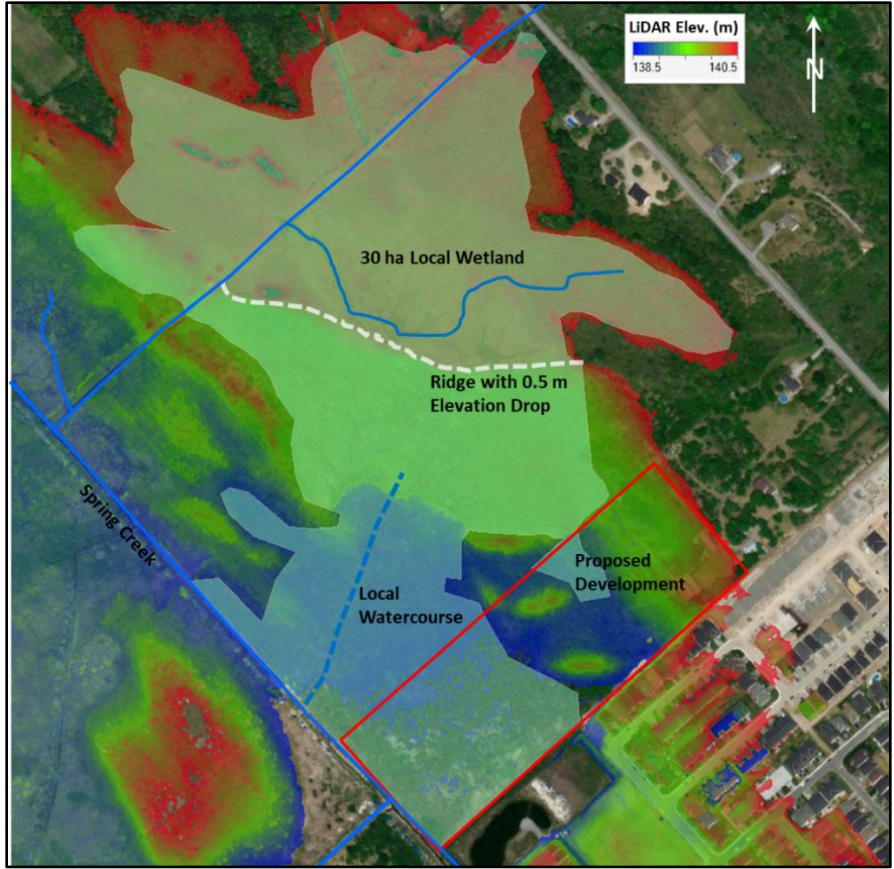 LiDAR Elev. (m)
138.5 140.5
N
30 ha Local Wetland
Ridge with 0.5 m
Elevation Drop
Spring Creek
Proposed
Development
Local
Watercourse